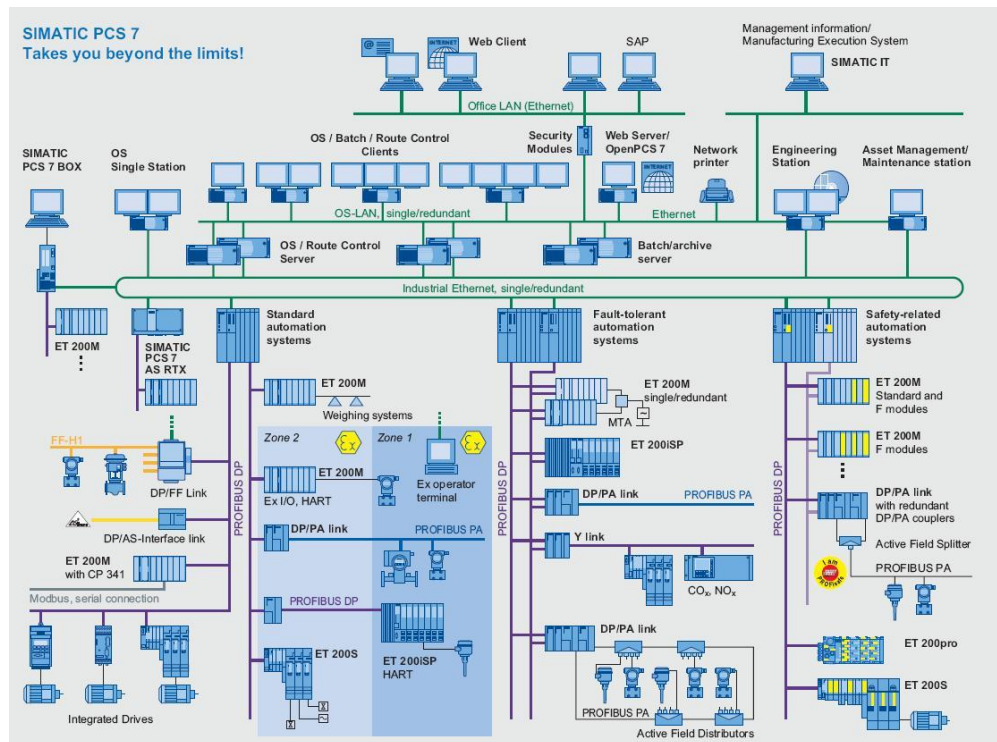 SIMATIC PCS 7
Takes you beyond the limits!
@
INTERNET
Web Client
SAP
Management information/
Manufacturing Execution System
SIMATIC IT
Office LAN (Ethernet)
SIMATIC
PCS 7 BOX
OS
Single Station
OS / Batch / Route Control
Clients
Security
Modules
Web Server/
OpenPCS 7
INTERNET
Network
printer
Engineering
Station
Asset Management/
Maintenance station
OS-LAN, single/redundant
Ethernet
OS / Route Control
Server
Batch/archive
server
Industrial Ethernet, single/redundant
ET 200M
SIMATIC
PCS 7
AS RTX
Standard
automation
systems
Fault-tolerant
automation
systems
Safety-related
automation
systems
ET 200M
Weighing systems
ET 200M
single/redundant
MTA
ET 200M
Standard and
F modules
FF-H1
DP/FF Link
PROFIBUS DP
Zone 2
Ex
Zone 1
Ex
ET 200M
Ex I/O, HART
Ex operator
terminal
PROFIBUS DP
ET 200iSP
PROFIBUS DP
ET 200M
F modules
DP/AS-Interface link
DP/PA link
PROFIBUS PA
DP/PA link
PROFIBUS PA
DP/PA link
with redundant
DP/PA couplers
Active Field Splitter
ET 200M
with CP 341
Modbus, serial connection
Y link
COx, NOx
I am
PROFIsafe
PROFIBUS PA
PROFIBUS DP
ET 200iSP
HART
ET 200S
DP/PA link
PROFIBUS PA
Active Field Distributors
ET 200pro
ET 200S
Integrated Drives